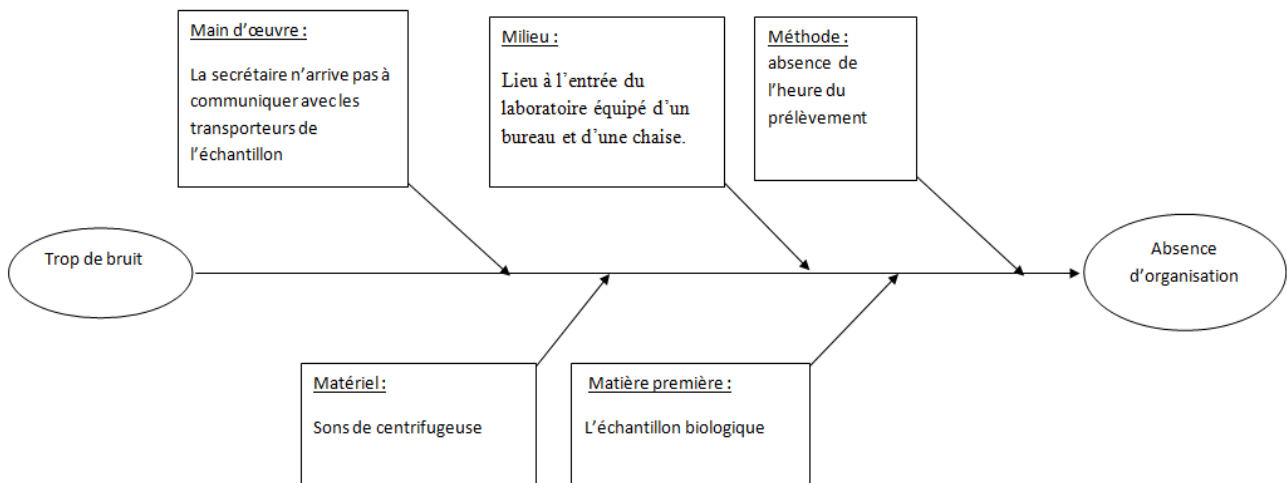 Main d’œuvre :
La secrétaire n’arrive pas à
communiquer avec les
transporteurs de
l’échantillon
Milieu :
Lieu à l’entrée du
laboratoire équipé d’un
bureau et d’une chaise.
Méthode :
absence de
l’heure du
prélèvement
Trop de bruit
Absence
d’organisation
Matériel :
Sons de centrifugeuse
Matière première :
L’échantillon biologique